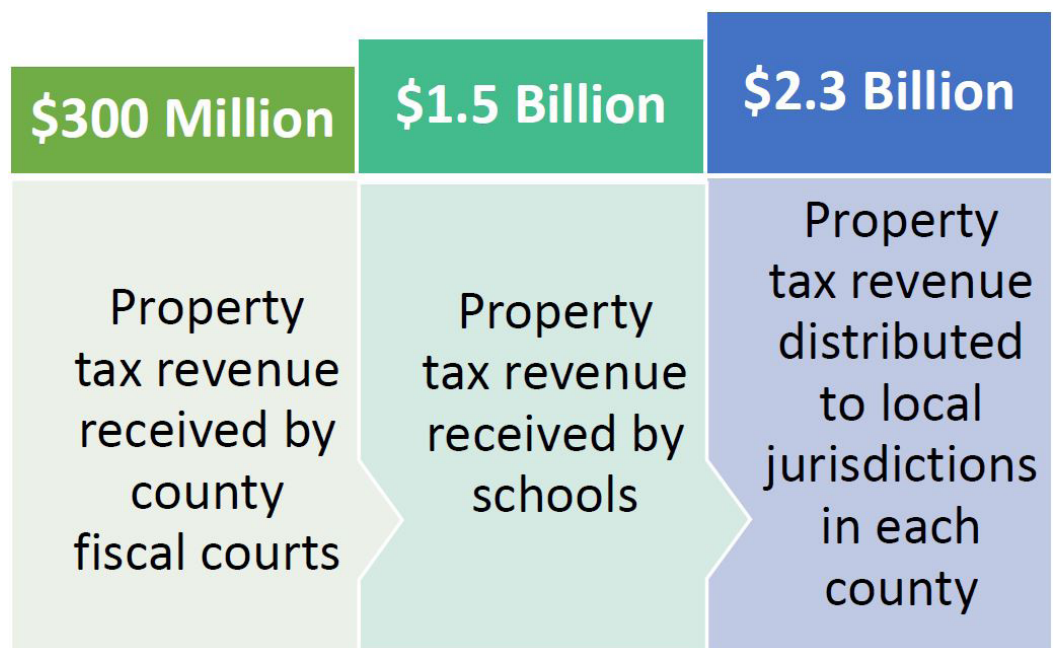 $300 Million
Property
tax revenue
received by
county
fiscal courts
$1.5 Billion
Property
tax revenue
received by
schools
$2.3 Billion
Property
tax revenue
distributed
to local
jurisdictions
in each
county